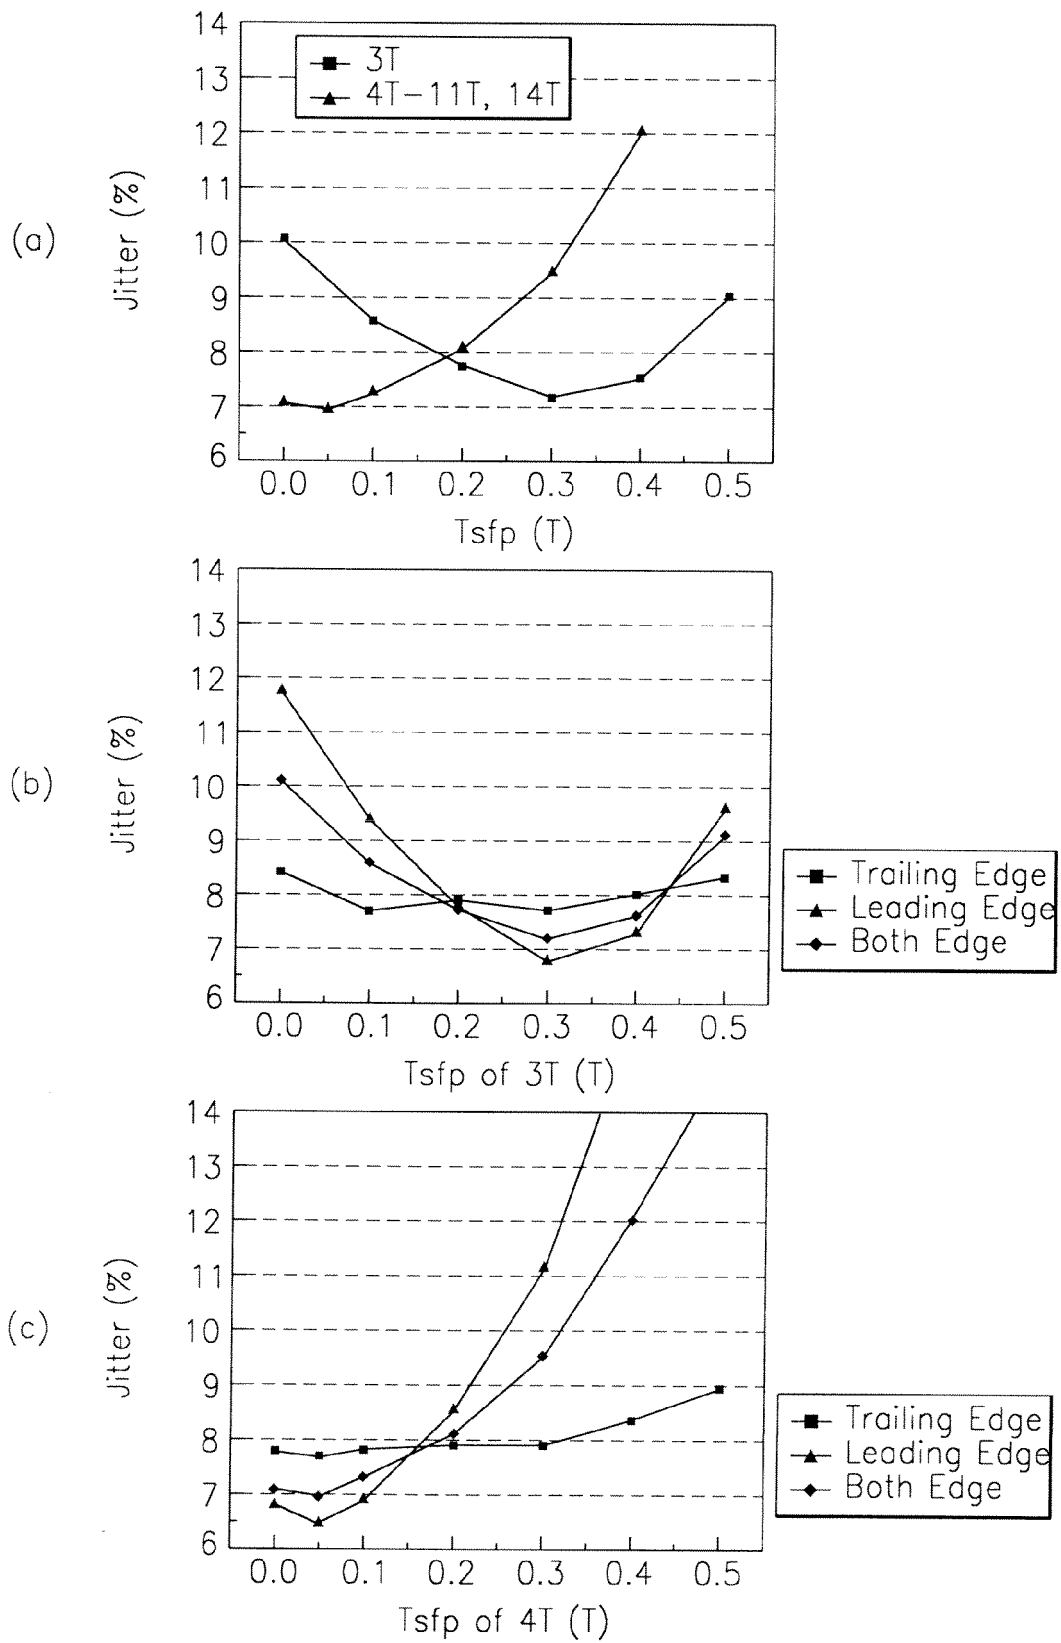 14
13
12
11
10
9
8
7
6
3T
4T-11T, 14T
(a)
Jitter (%)
0.0 0.1 0.2 0.3 0.4 0.5
Tsfp (T)
14
13
12
11
10
9
8
7
6
(b)
Jitter (%)
Trailing Edge
Leading Edge
Both Edge
0.0 0.1 0.2 0.3 0.4 0.5
Tsfp of 3T (T)
14
13
12
11
10
9
8
7
6
(c)
Jitter (%)
Trailing Edge
Leading Edge
Both Edge
0.0 0.1 0.2 0.3 0.4 0.5
Tsfp of 4T (T)